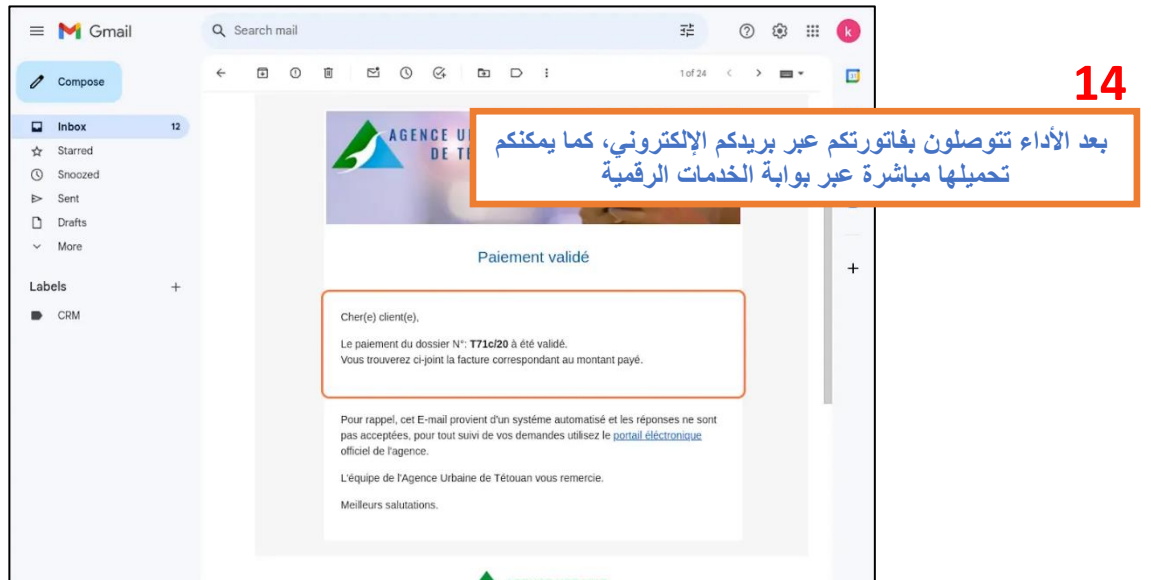 Gmail
Search mail
Compose
1 of 24
14
Inbox 12
Starred
Snoozed
Sent
Drafts
More
Labels
CRM
AGENCE
DE
بعد الأداء تتوصلون بفاتورتكم عبر بريدكم الإلكتروني، كما يمكنكم
تحميلها مباشرة عبر بوابة الخدمات الرقمية
Paiement validé
Cher(e) client(e),
Le paiement du dossier N°: T71c/20 à été validé.
Vous trouverez ci-joint la facture correspondant au montant payé.
Pour rappel, cet E-mail provient d'un systéme automatisé et les réponses ne sont
pas acceptées, pour tout suivi de vos demandes utilisez le portail éléctronique
officiel de l'agence.
L'équipe de l'Agence Urbaine de Tétouan vous remercie.
Meilleurs salutations.